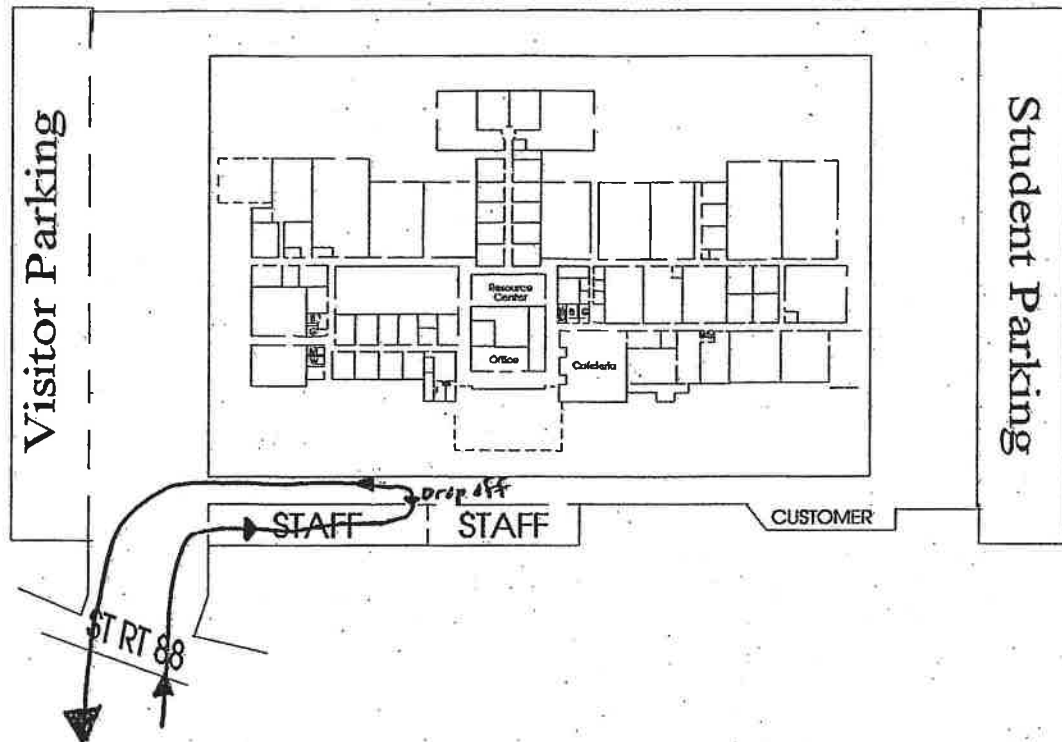 Visitor Parking
Student Parking
Resource
Center
Office
Cafeteria
Drop off
STAFF
STAFF
CUSTOMER
ST RT 88